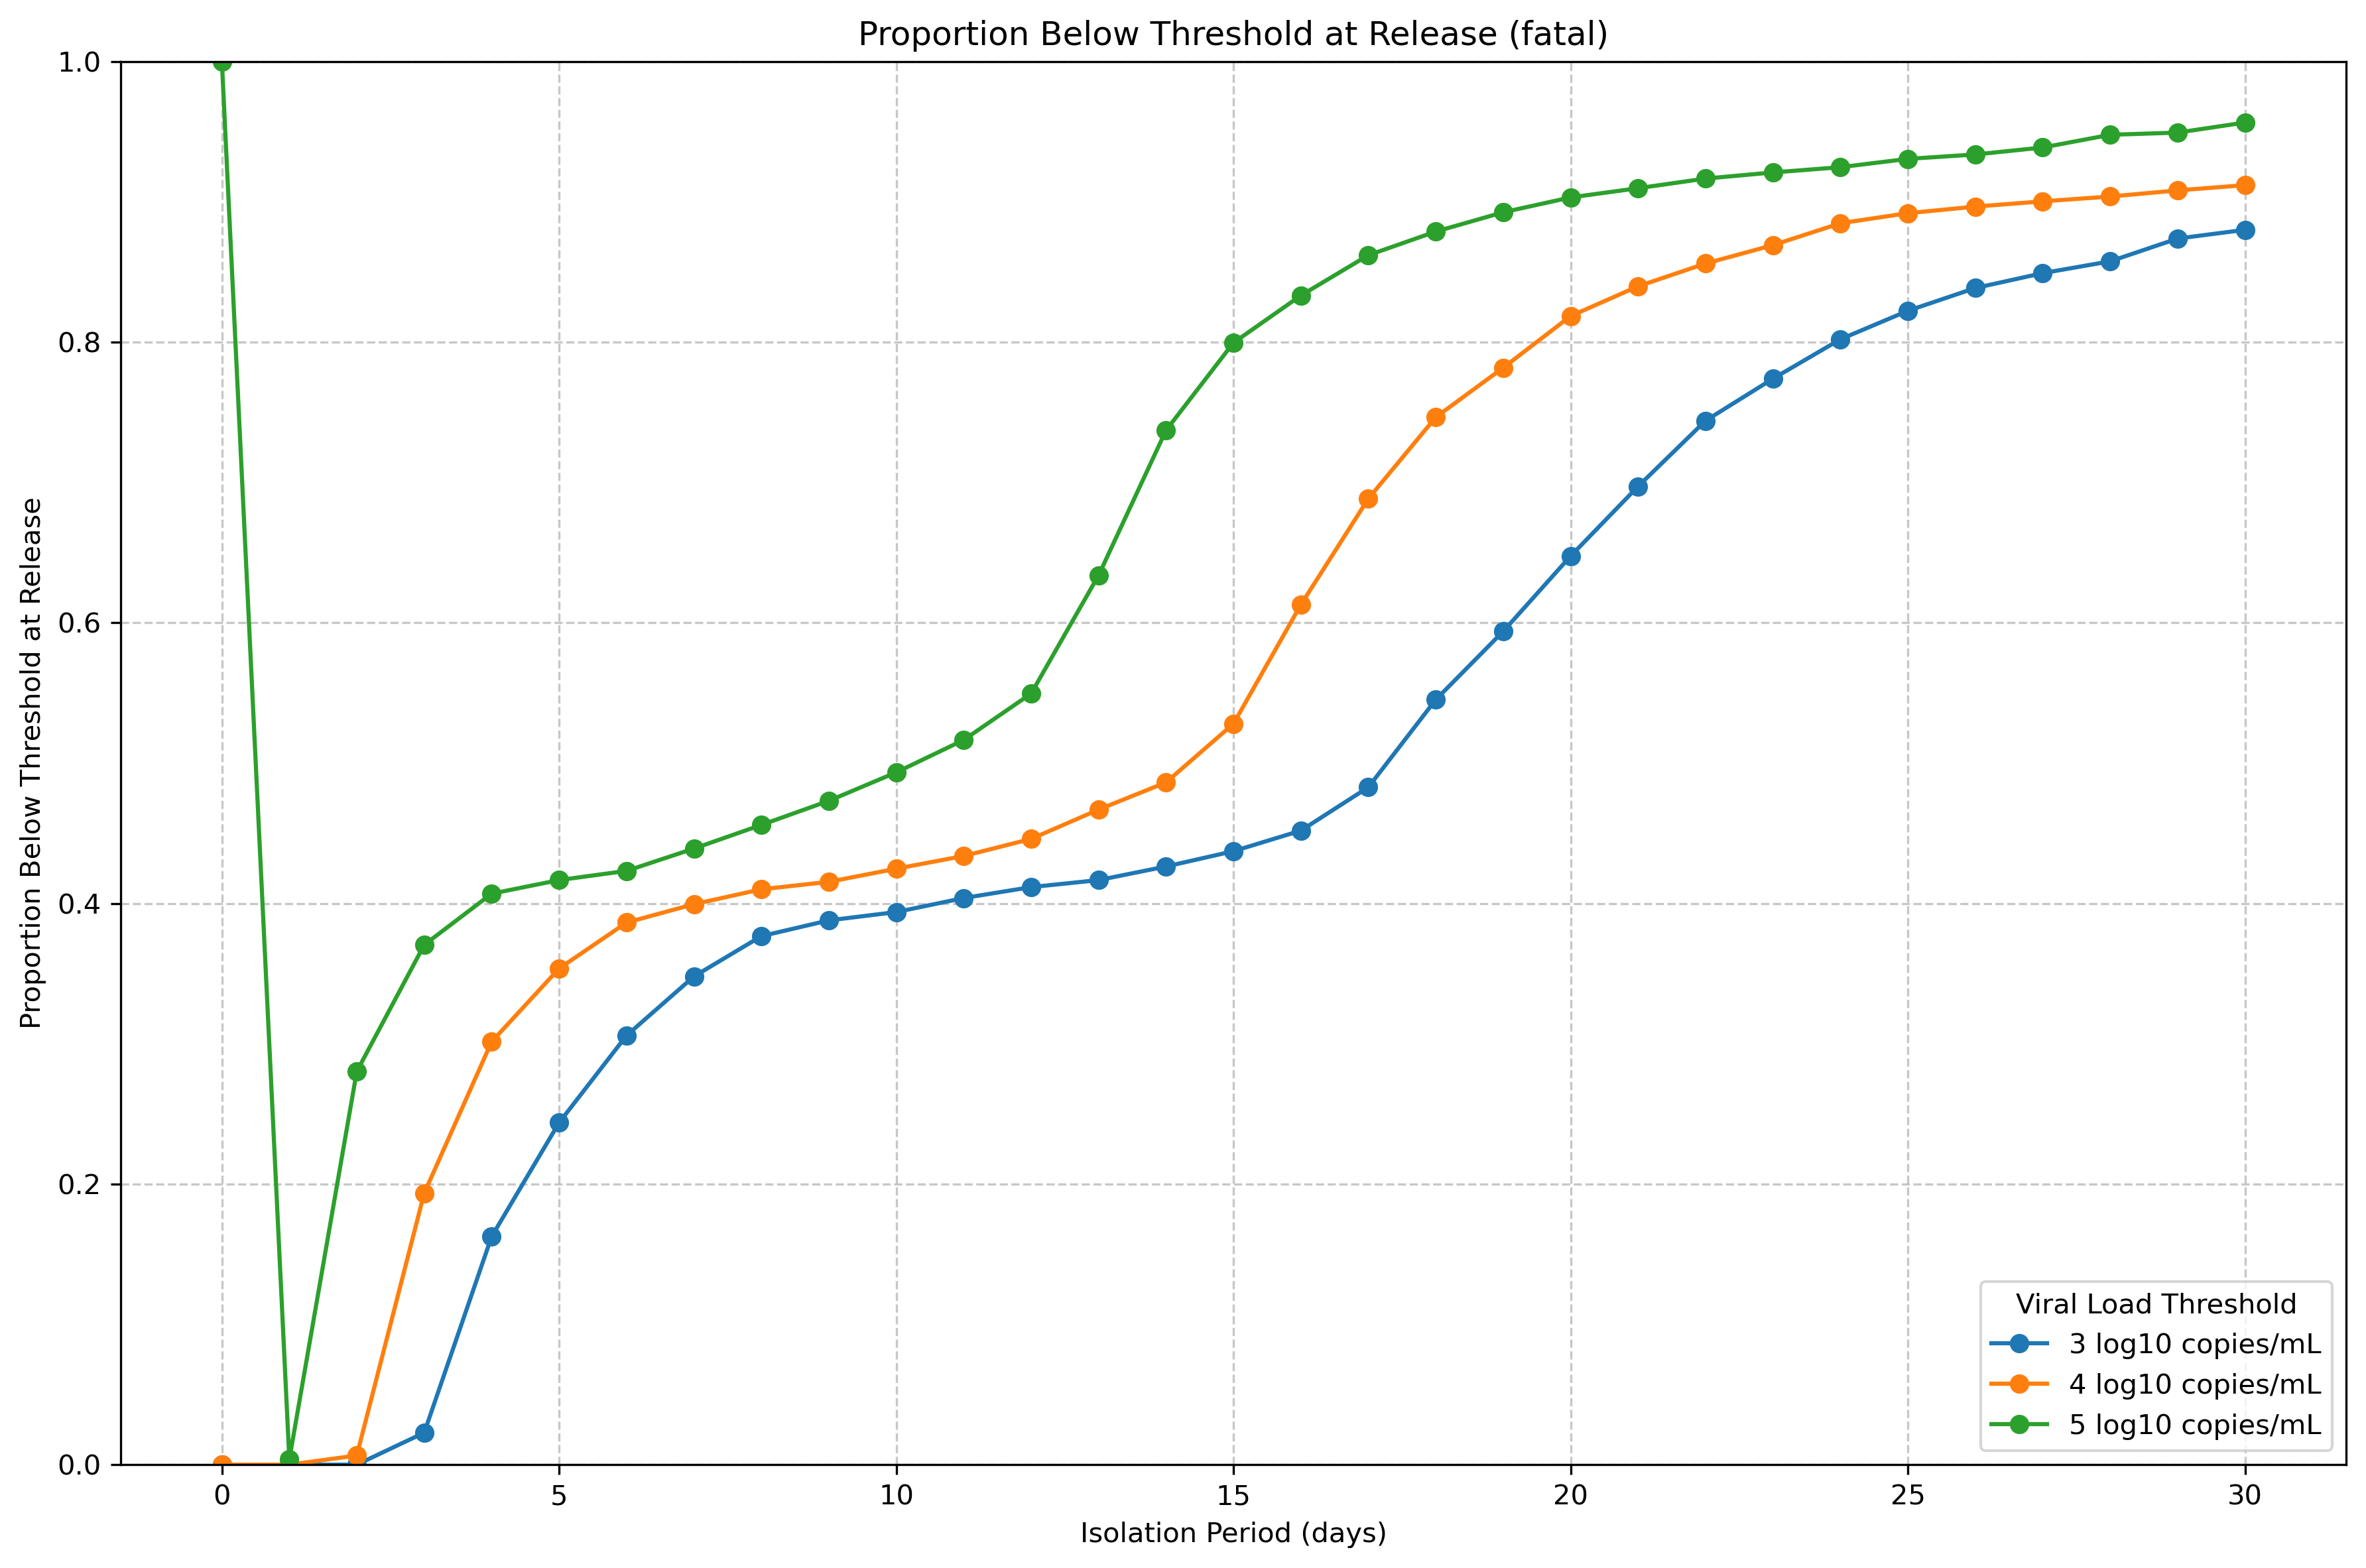 Proportion Below Threshold at Release (fatal)
Proportion Below Threshold at Release
1.0
0.8
0.6
0.4
0.2
0.0
0 5 10 15 20 25 30
Isolation Period (days)
Viral Load Threshold
3 log10 copies/mL
4 log10 copies/mL
5 log10 copies/mL